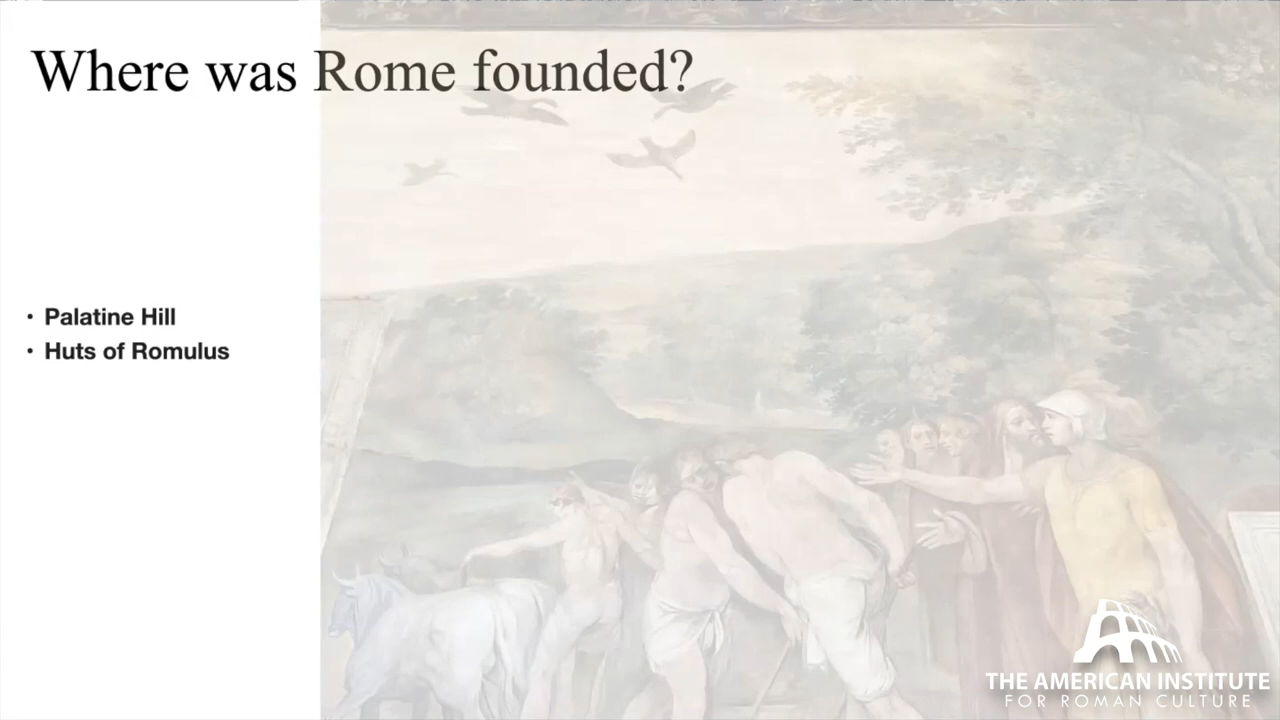 Where was Rome founded?
• Palatine Hill
• Huts of Romulus
THE AMERICAN INSTITUTE
FOR ROMAN CULTURE